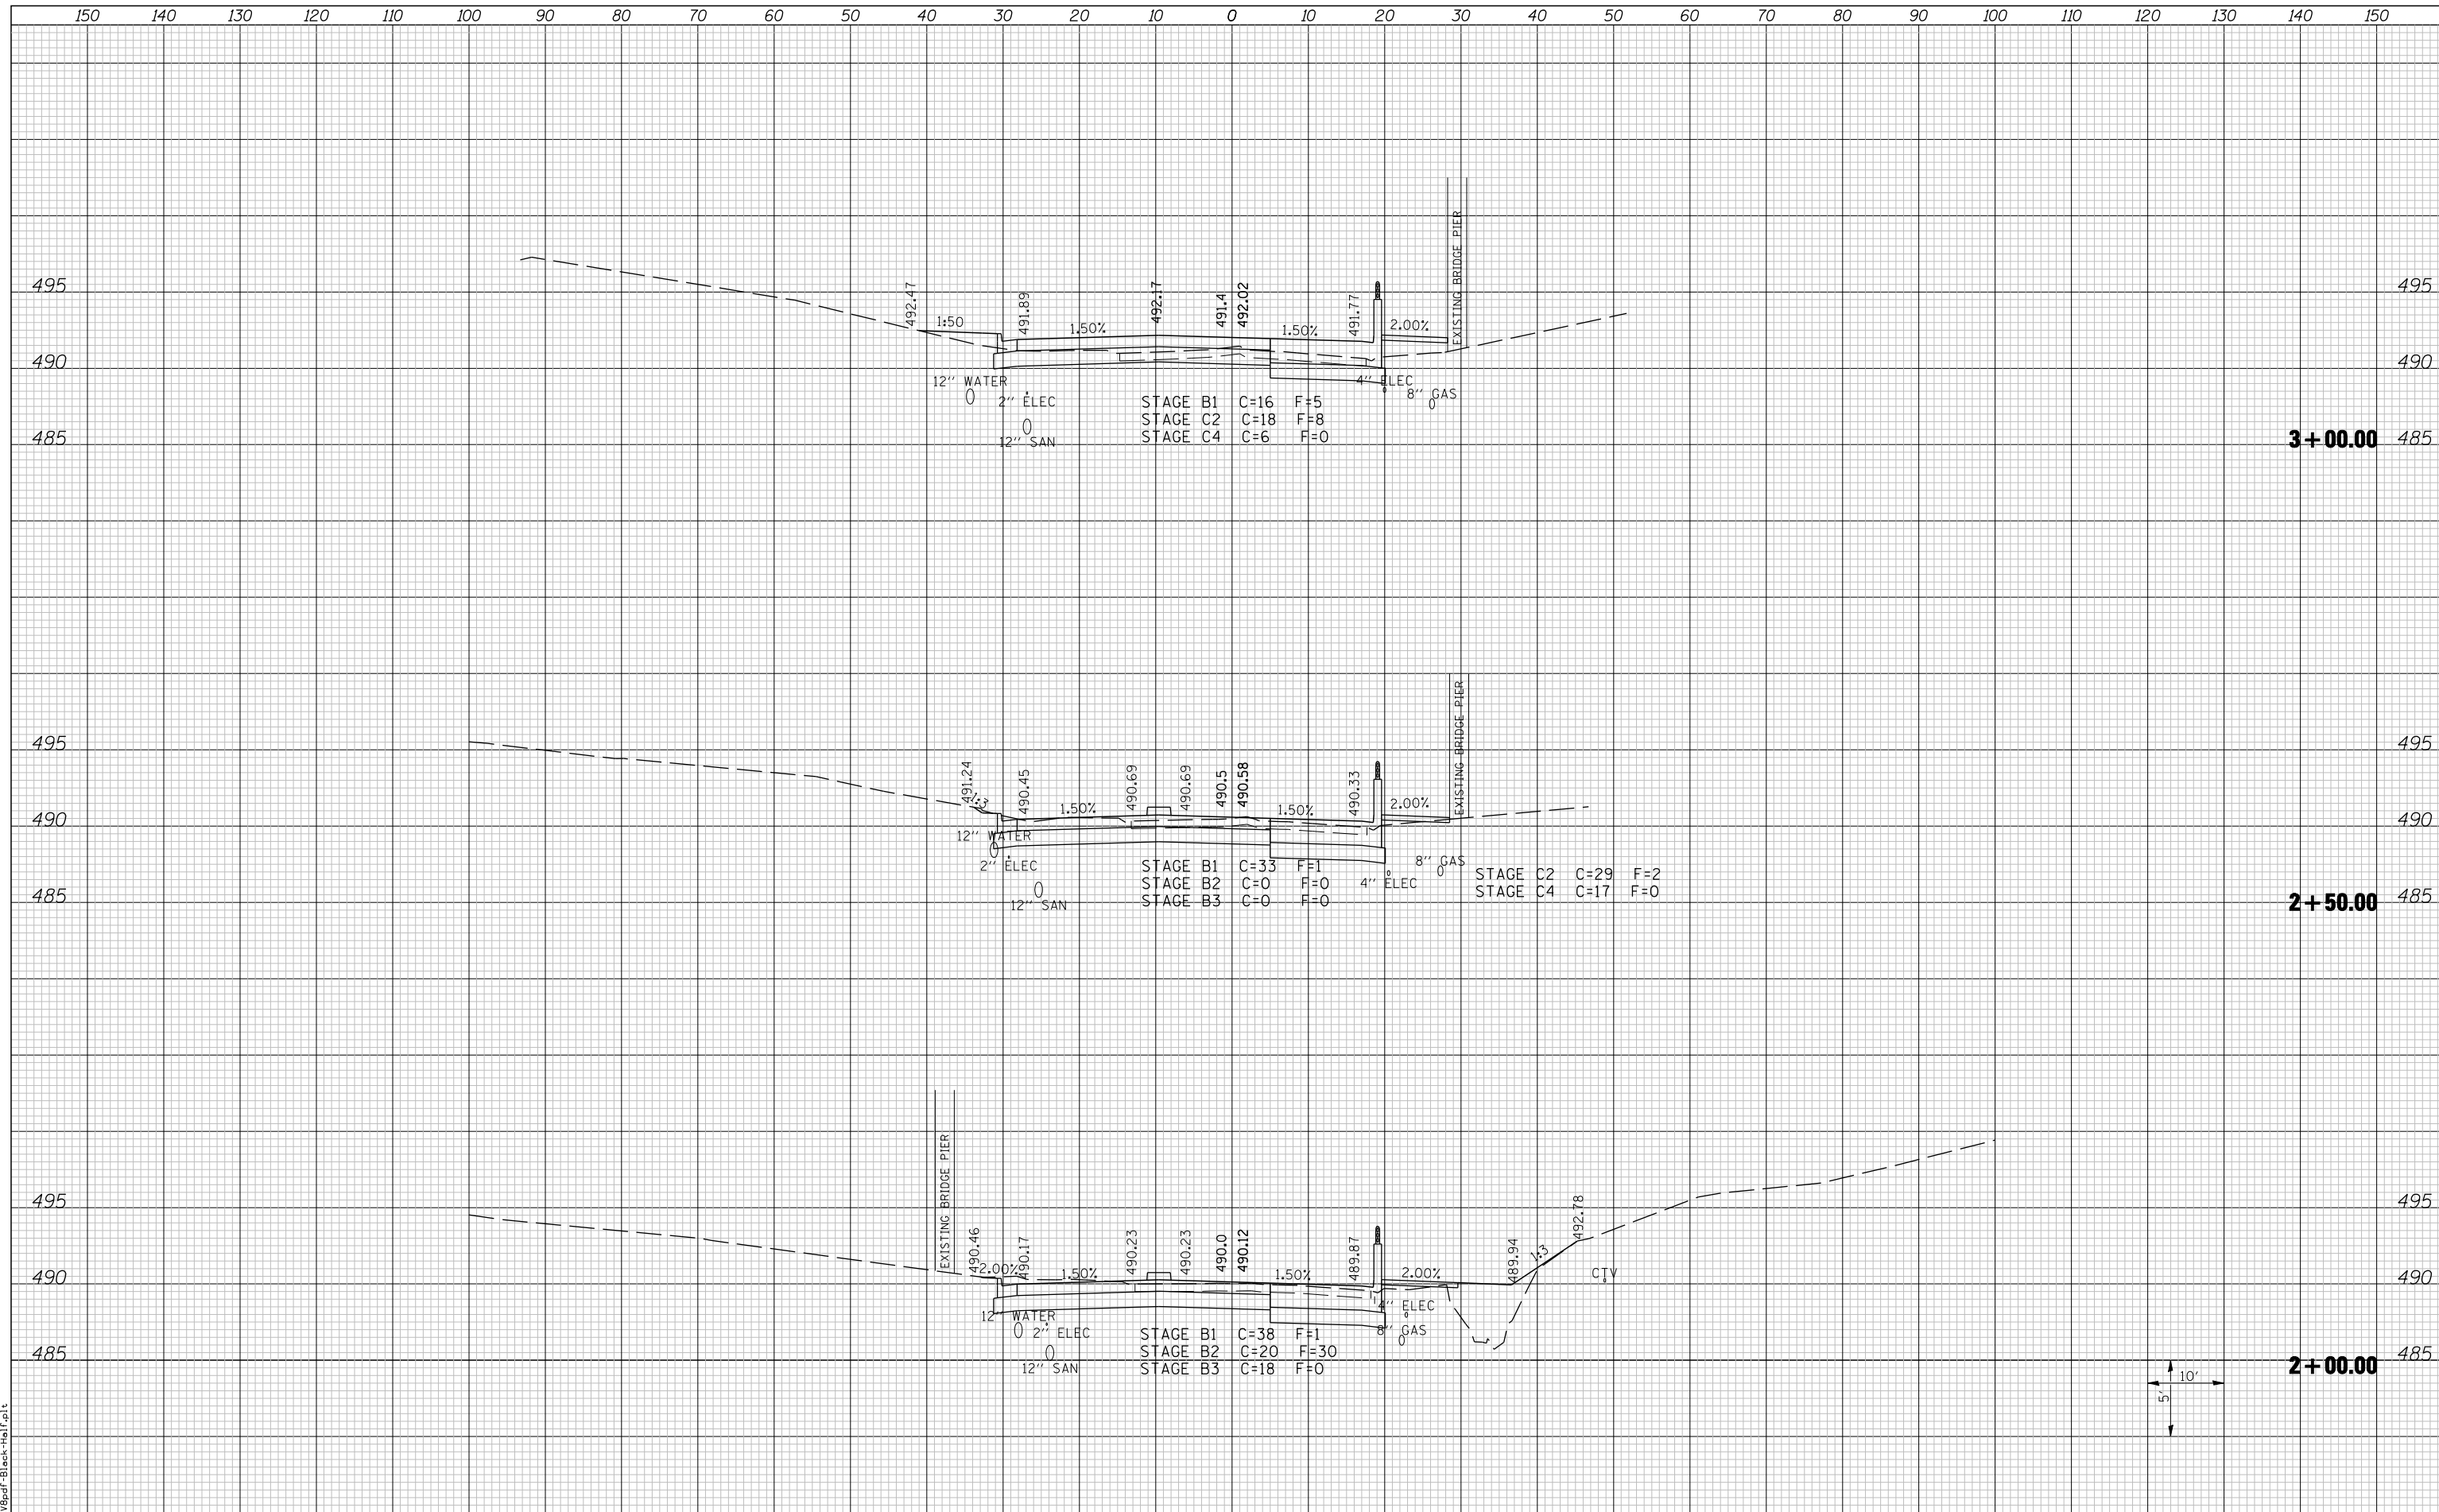 150 140 130 120 110 100 90 80 70 60 50 40 30 20 10 0 10 20 30 40 50 60 70 80 90 100 110 120 130 140 150
EXISTING BRIDGE PIER
495 495
492.47 491.89 492.17 491.4 492.02 491.77
1:50 1.50% 1.50% 2.00%
490 490
12'' WATER 4'' ELEC
2'' ELEC 8'' GAS
STAGE B1 C=16 F=5
STAGE C2 C=18 F=8
STAGE C4 C=6 F=0
12'' SAN
485 3+00.00 485
EXISTING BRIDGE PIER
495 495
491.24 490.45 490.69 490.69 490.5 490.58 490.33
1:3 1.50% 1.50% 2.00%
490 490
12'' WATER
2'' ELEC 8'' GAS
4'' ELEC
STAGE B1 C=33 F=1
STAGE B2 C=0 F=0
STAGE B3 C=0 F=0
STAGE C2 C=29 F=2
STAGE C4 C=17 F=0
12'' SAN
485 2+50.00 485
EXISTING BRIDGE PIER
495 495
490.46 490.17 490.23 490.23 490.0 490.12 489.87 489.94 492.78
2.00% 1.50% 1.50% 2.00% 1:3
CTV
490 490
12'' WATER 4'' ELEC
2'' ELEC 8'' GAS
STAGE B1 C=38 F=1
STAGE B2 C=20 F=30
STAGE B3 C=18 F=0
12'' SAN
485 2+00.00 485
10'
5'
V8pdf-Black-Half.plt